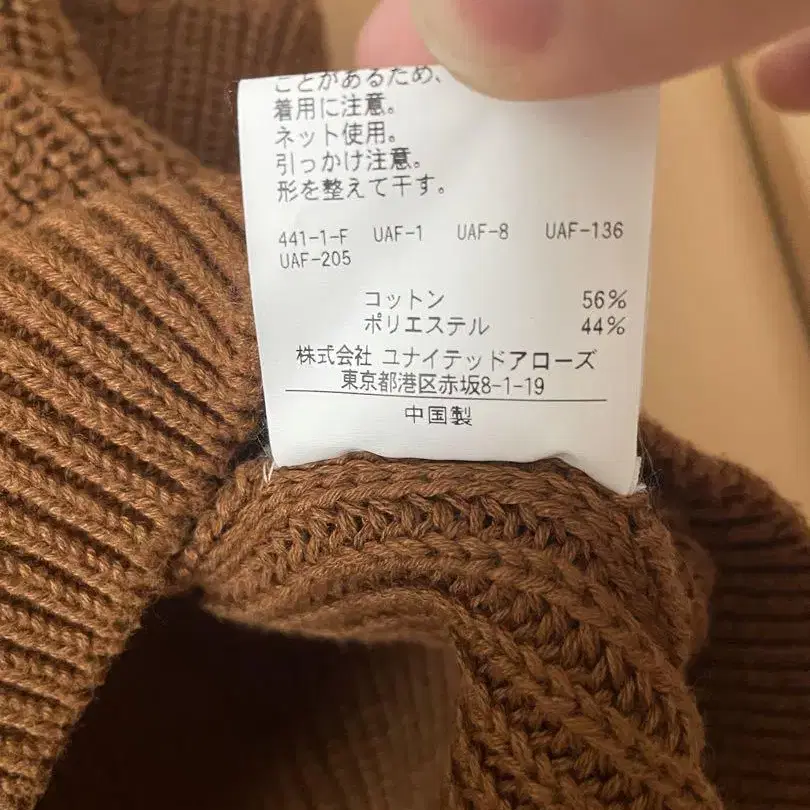 ことがあるため、
着用に注意。
ネット使用。
引っかけ注意。
形を整えて干す。
441-1-F UAF-1 UAF-8 UAF-136
UAF-205
コットン 56%
ポリエステル 44%
株式会社 ユナイテッドアローズ
東京都港区赤坂8-1-19
中国製